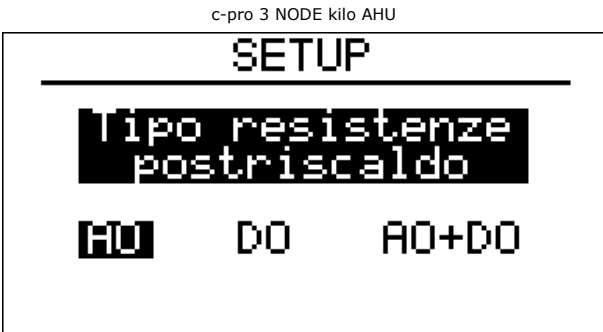 c-pro 3 NODE kilo AHU
SETUP
Tipo resistenze
postriscaldo
AO DO AO+DO